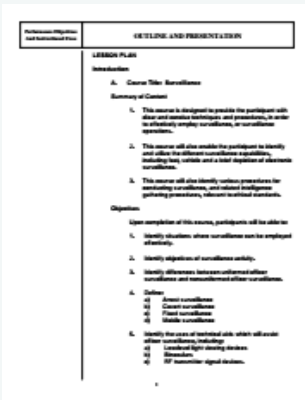 Performance Objectives
and Instructional Cues
OUTLINE AND PRESENTATION
LESSON PLAN
Introduction
A. Course Title: Surveillance
Summary of Content
1. This course is designed to provide the participant with
clear and concise techniques and procedures, in order
to effectively employ surveillance, or surveillance
operations.
2. This course will also enable the participant to identify
and utilize the different surveillance capabilities,
including foot, vehicle and a brief depiction of electronic
surveillance.
3. This course will also identify various procedures for
conducting surveillance, and related intelligence
gathering procedures, relevant to ethical standards.
Objectives
Upon completion of this course, participants will be able to:
1. Identify situations where surveillance can be employed
effectively.
2. Identify objectives of surveillance activity.
3. Identify differences between uniformed officer
surveillance and nonuniformed officer surveillance.
4. Define:
a) Arrest surveillance
b) Covert surveillance
c) Fixed surveillance
d) Mobile surveillance
5. Identify the uses of technical aids which will assist
officer surveillance, including:
a) Low-level light viewing devices
b) Binoculars
c) RF transmitter signal devices.